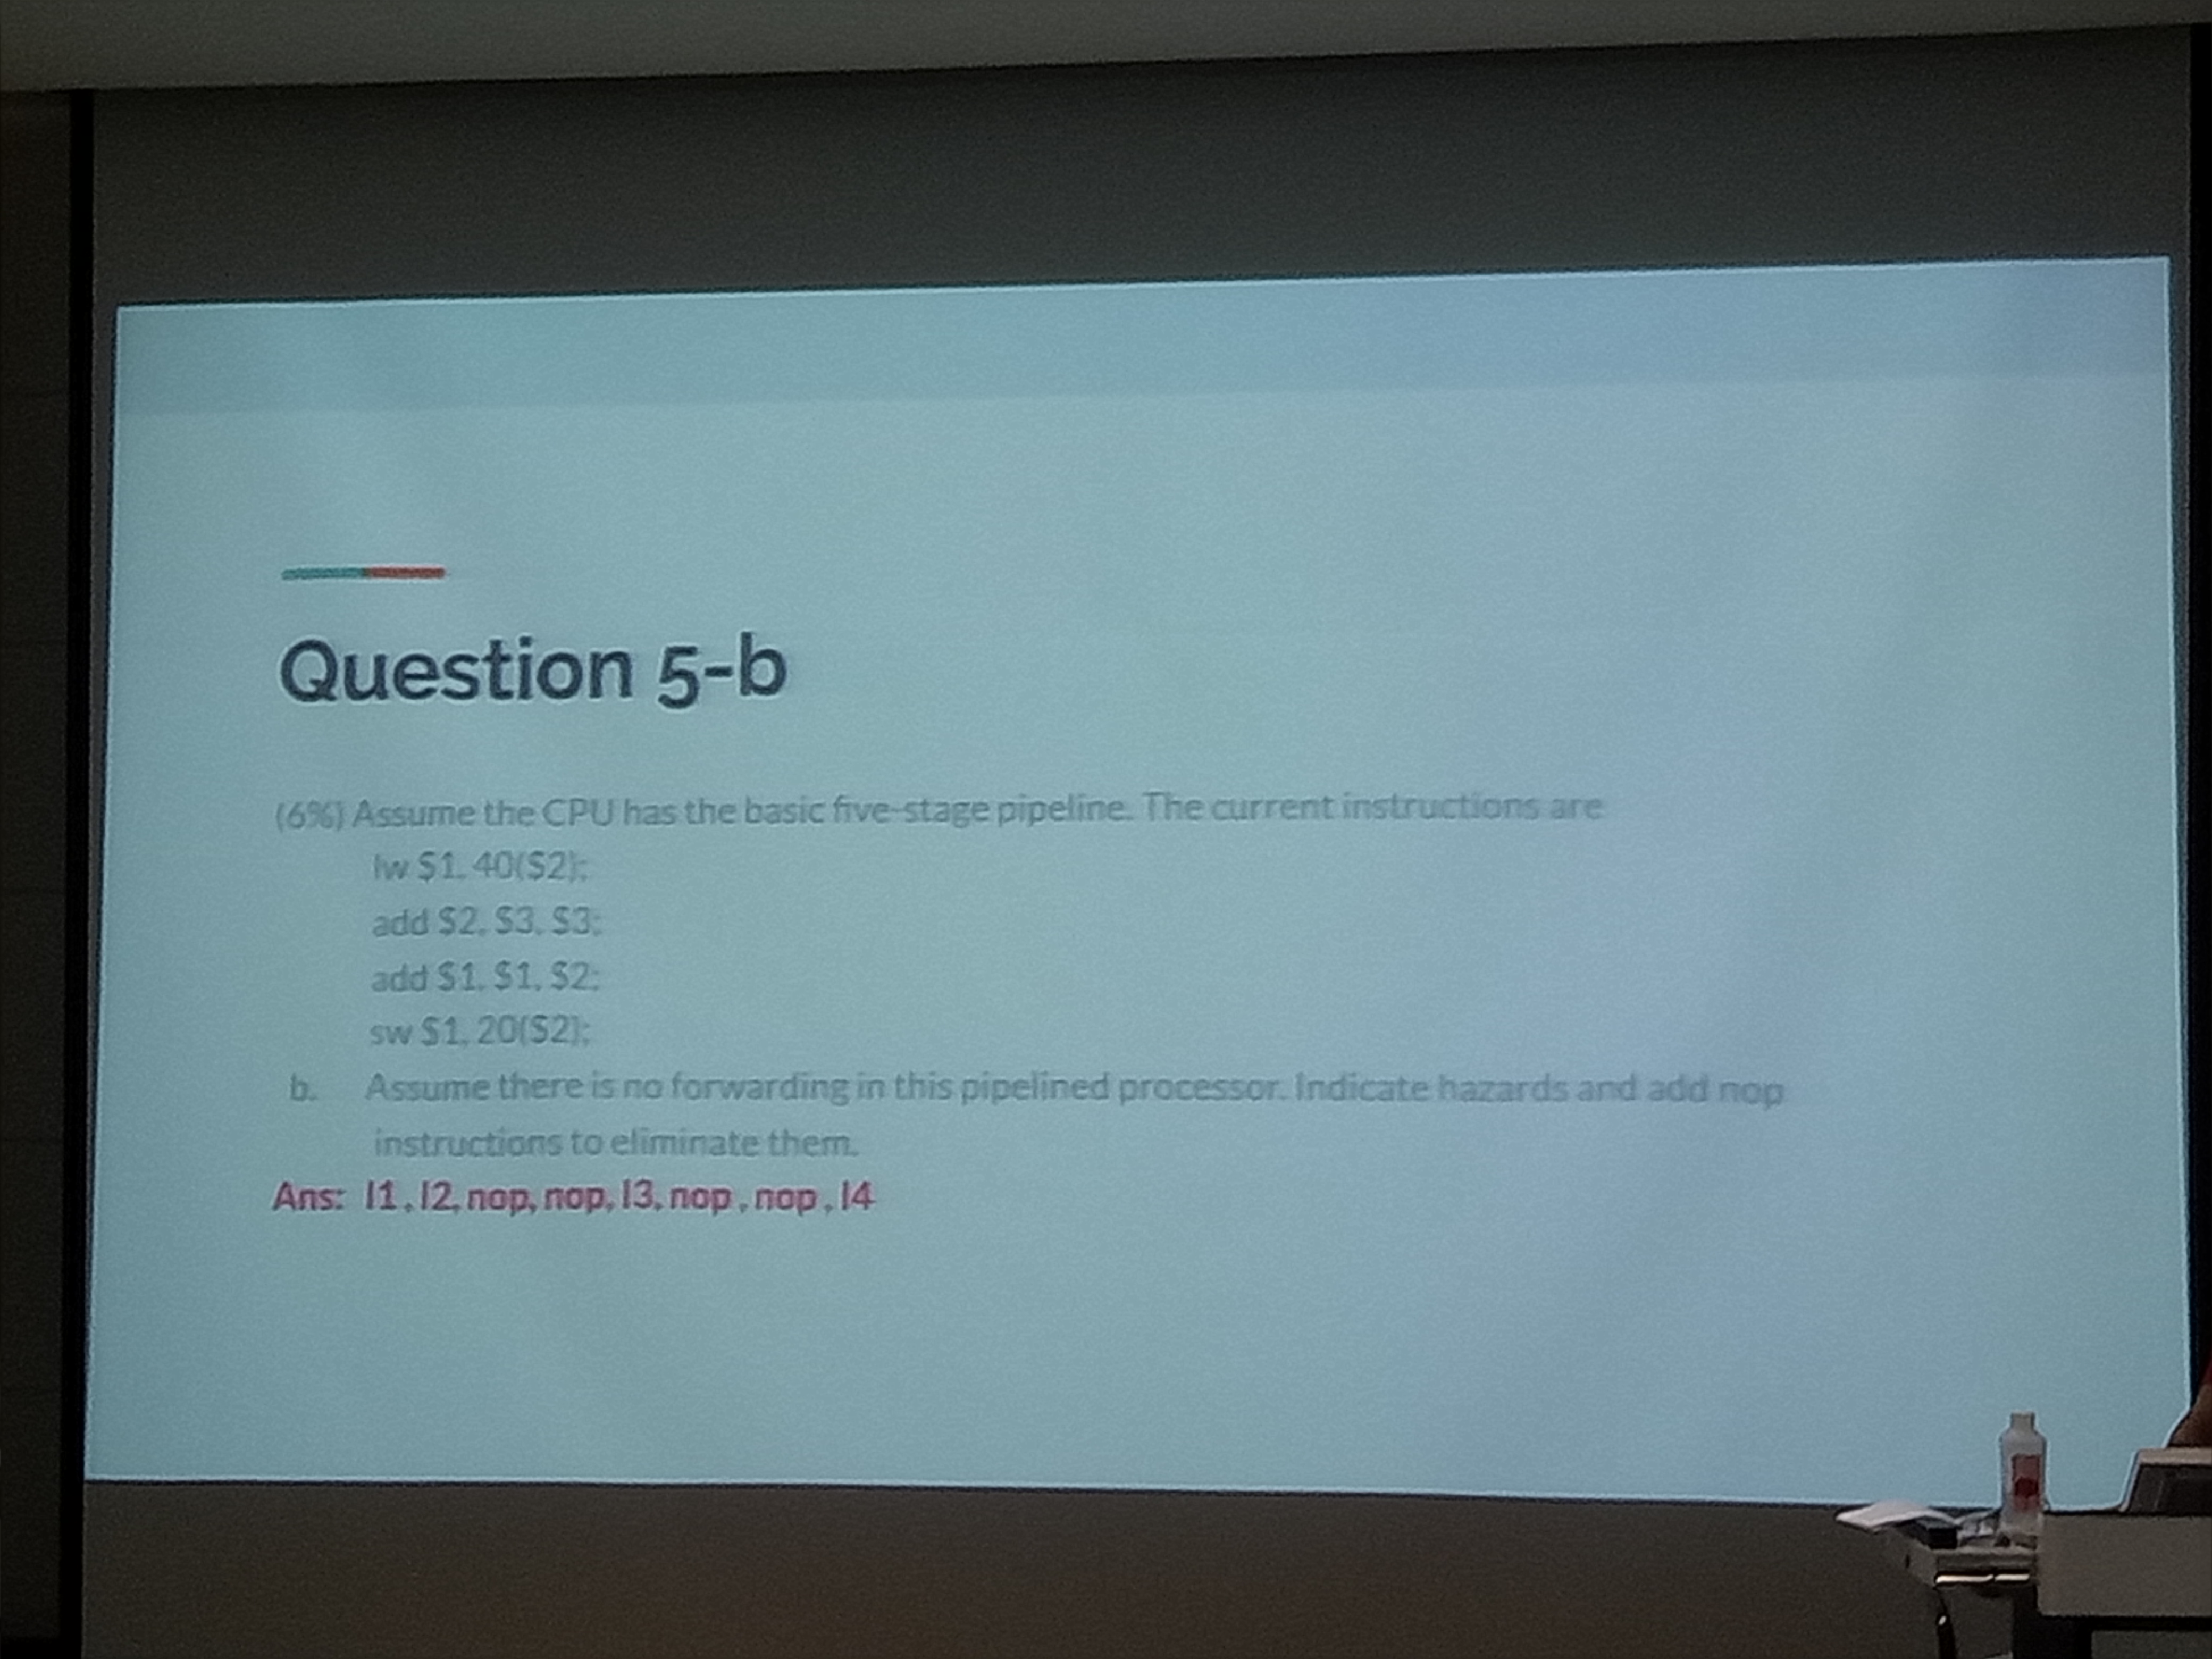 Question 5-b
(6%) Assume the CPU has the basic five-stage pipeline. The current instructions are
lw $1, 40($2);
add $2, $3, $3;
add $1, $1, $2;
sw $1, 20($2);
b. Assume there is no forwarding in this pipelined processor. Indicate hazards and add nop
instructions to eliminate them.
Ans: I1 , I2, nop, nop, I3, nop , nop , I4